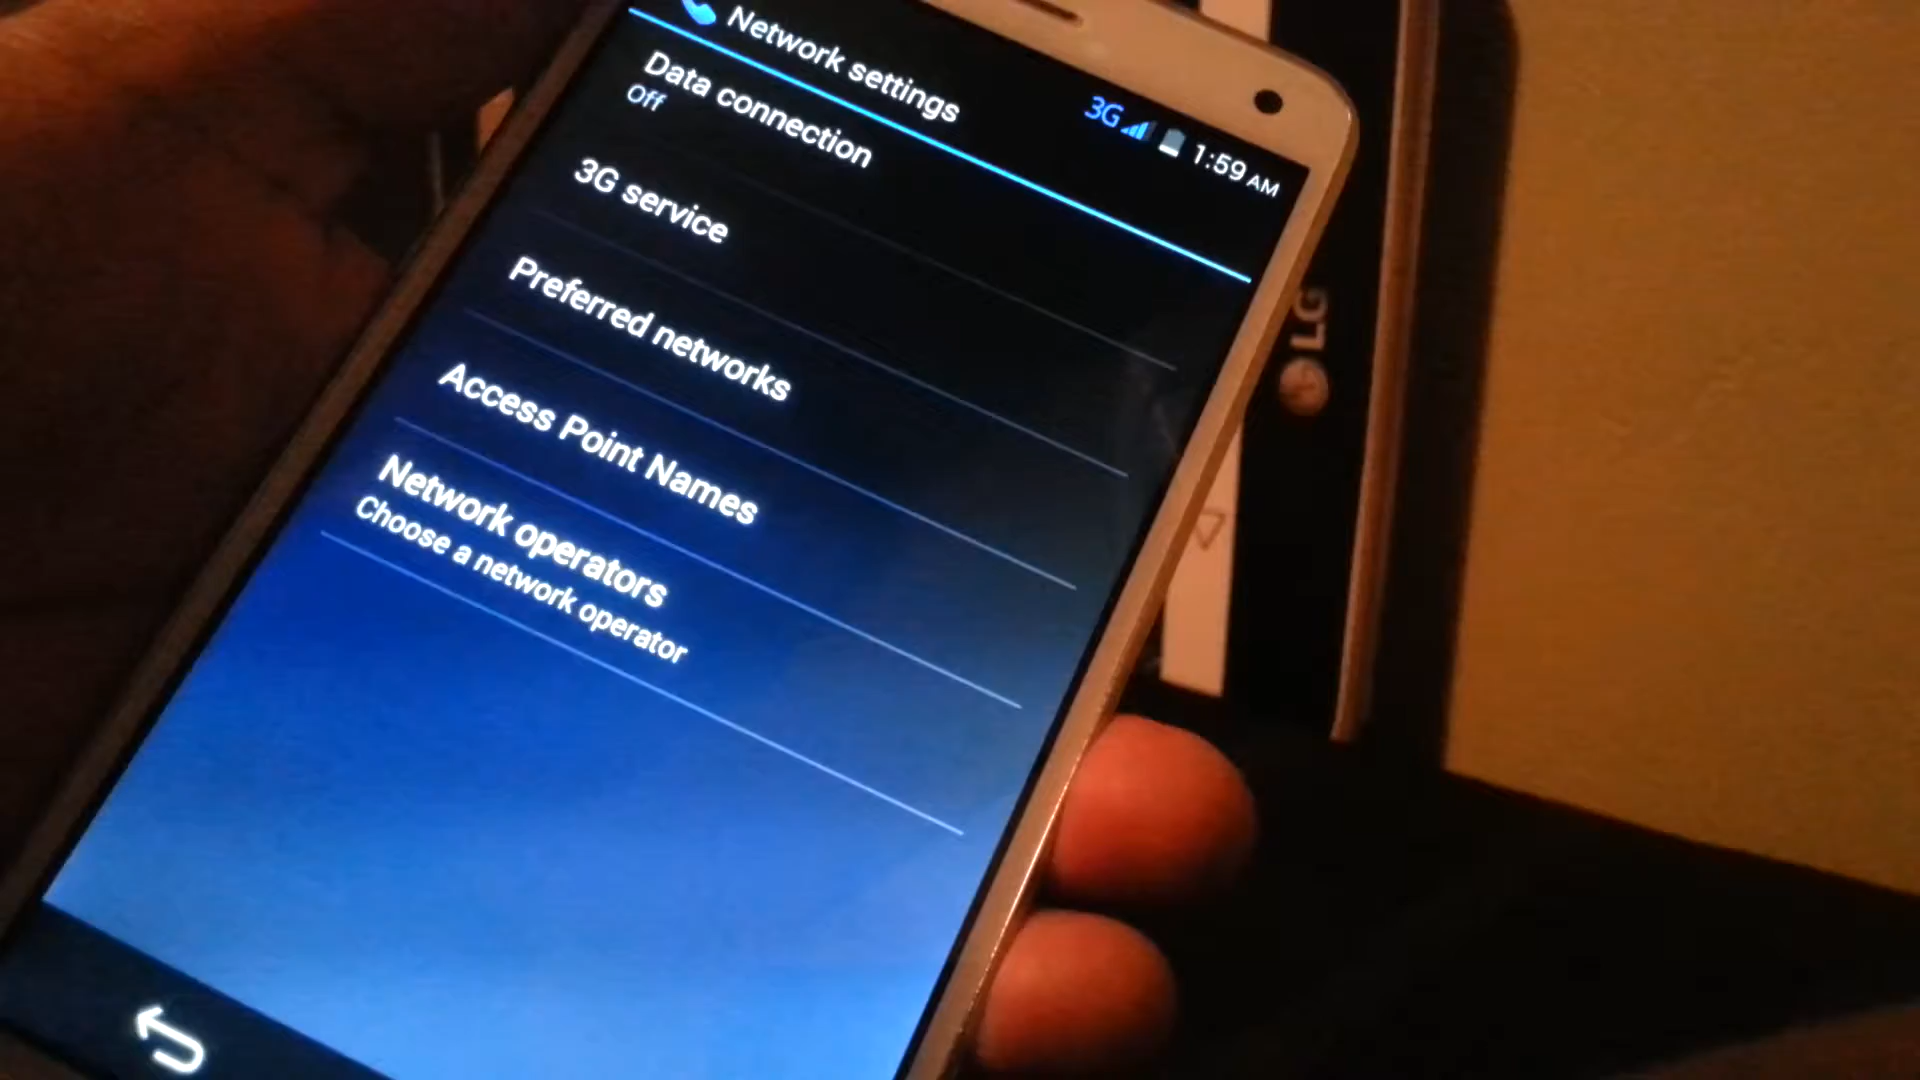 3G 1:59 AM
Network settings
Data connection
Off
3G service
Preferred networks
Access Point Names
Network operators
Choose a network operator
LG